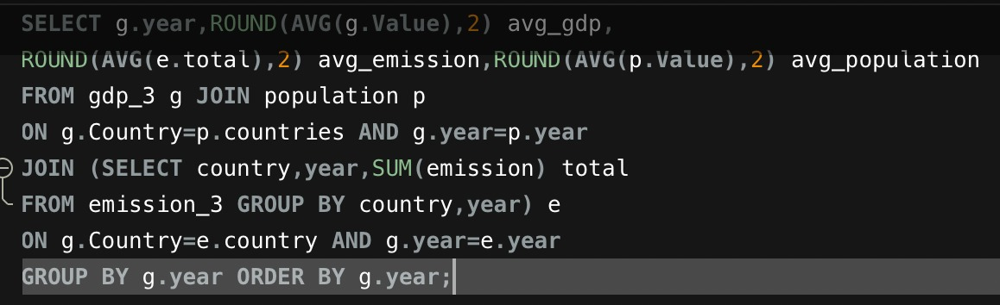 SELECT g.year,ROUND(AVG(g.Value),2) avg_gdp,
ROUND(AVG(e.total),2) avg_emission,ROUND(AVG(p.Value),2) avg_population
FROM gdp_3 g JOIN population p
ON g.Country=p.countries AND g.year=p.year
JOIN (SELECT country,year,SUM(emission) total
FROM emission_3 GROUP BY country,year) e
ON g.Country=e.country AND g.year=e.year
GROUP BY g.year ORDER BY g.year;